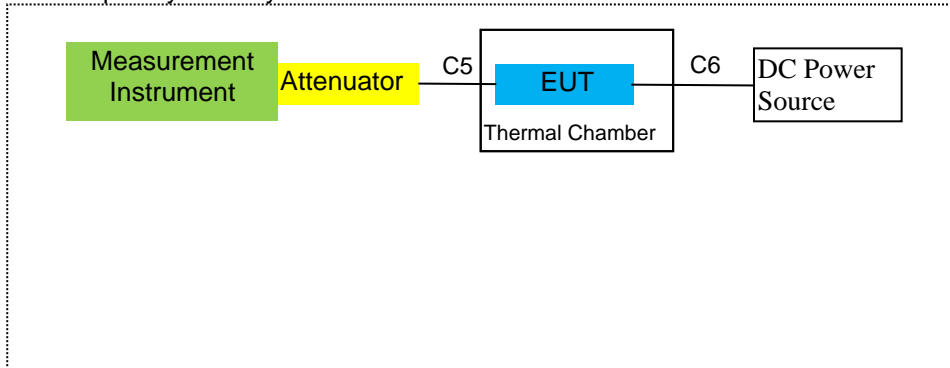 Measurement
Instrument
Attenuator
C5
EUT
Thermal Chamber
C6
DC Power
Source